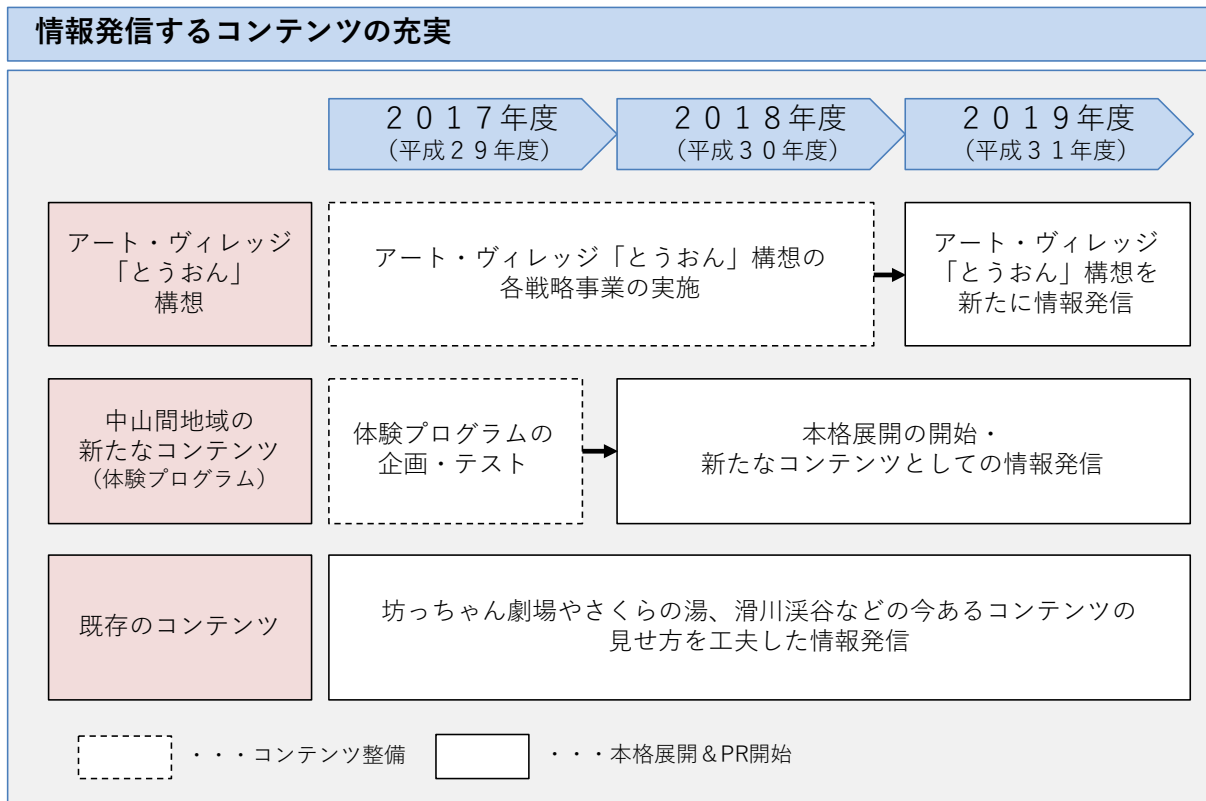 情報発信するコンテンツの充実
２０１７年度
（平成２９年度）
２０１８年度
（平成３０年度）
２０１９年度
（平成３１年度）
アート・ヴィレッジ
「とうおん」
構想
アート・ヴィレッジ「とうおん」構想の
各戦略事業の実施
アート・ヴィレッジ
「とうおん」構想を
新たに情報発信
中山間地域の
新たなコンテンツ
（体験プログラム）
体験プログラムの
企画・テスト
本格展開の開始・
新たなコンテンツとしての情報発信
既存のコンテンツ
坊っちゃん劇場やさくらの湯、滑川渓谷などの今あるコンテンツの
見せ方を工夫した情報発信
・・・コンテンツ整備
・・・本格展開＆PR開始